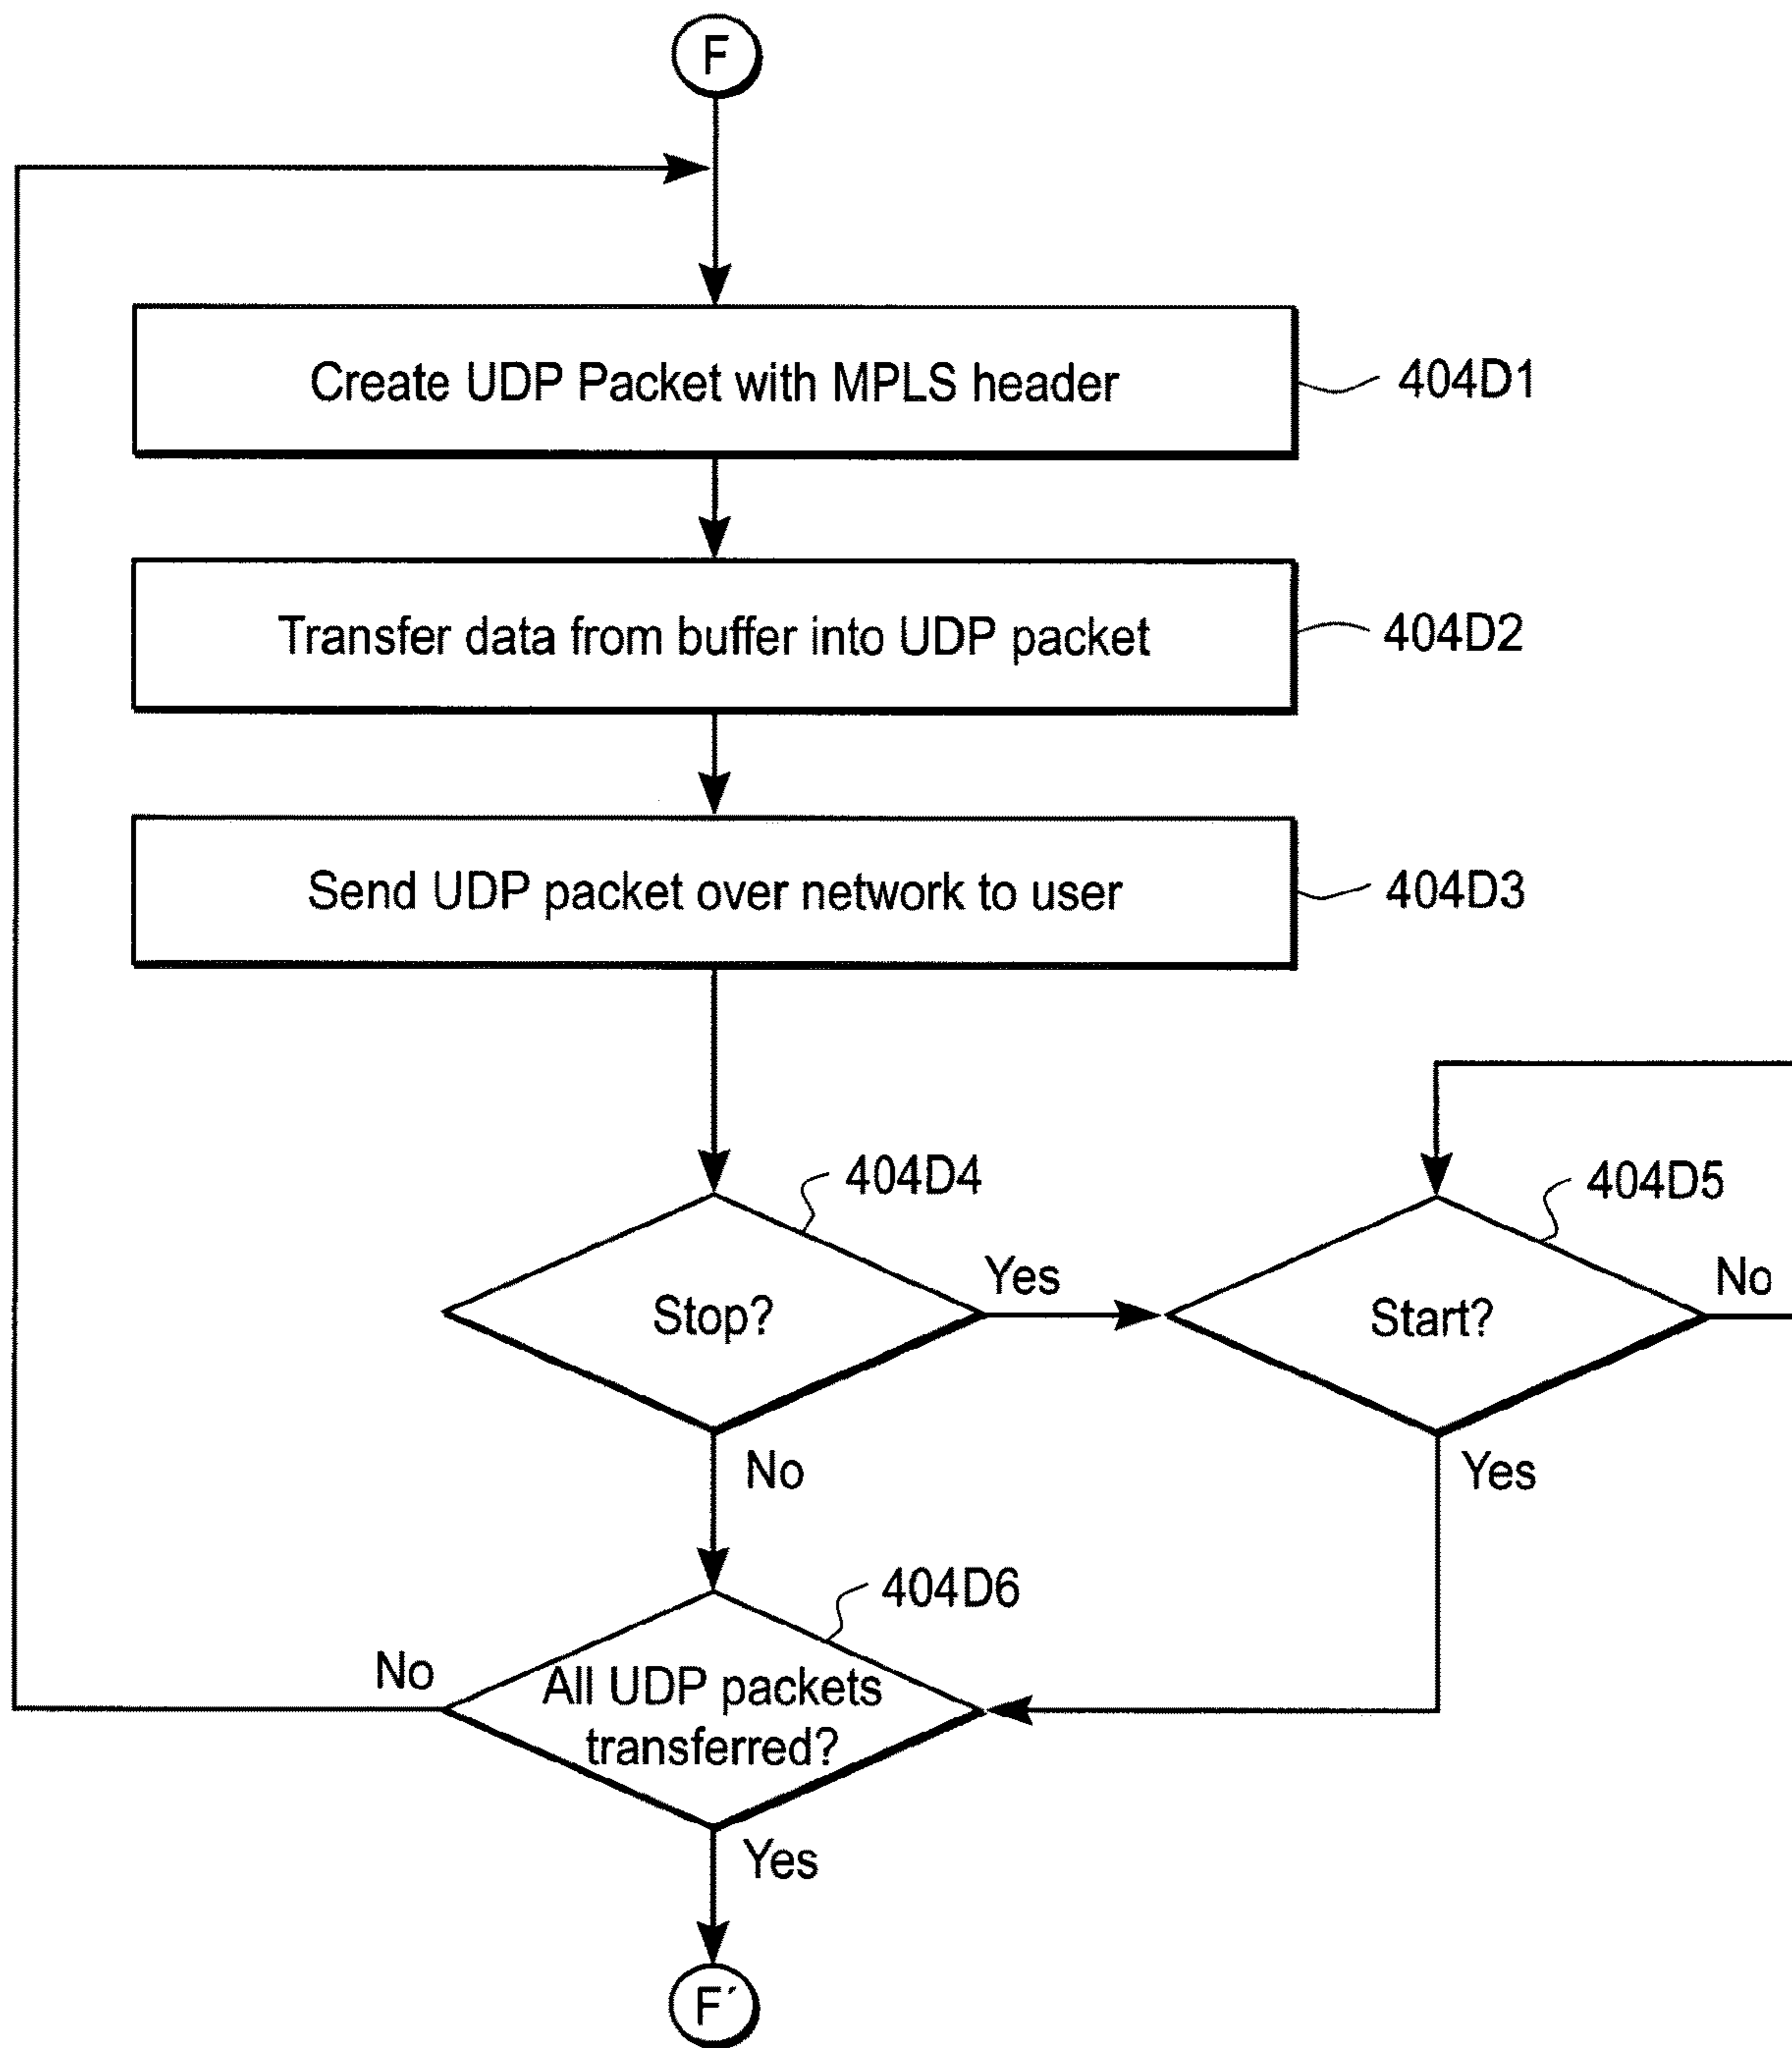 F
Create UDP Packet with MPLS header
404D1
Transfer data from buffer into UDP packet
404D2
Send UDP packet over network to user
404D3
404D4
404D5
Stop?
Yes
Start?
No
No
Yes
404D6
No
All UDP packets
transferred?
Yes
F´